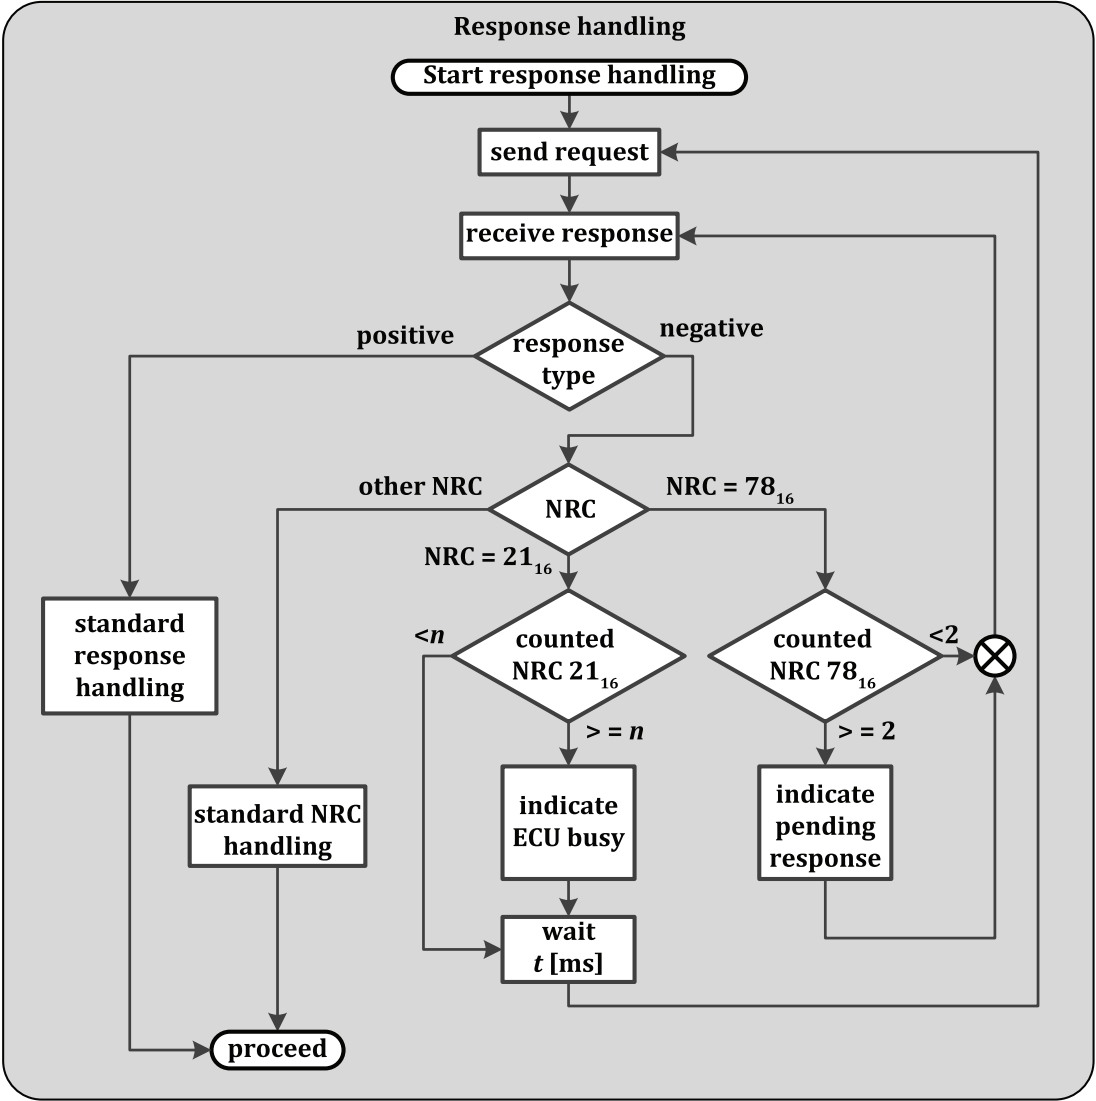 Response handling
Start response handling
send request
receive response
positive
negative
response
type
other NRC
NRC = 78₁₆
NRC
NRC = 21₁₆
<n
counted
NRC 21₁₆
counted
NRC 78₁₆
<2
standard
response
handling
> = n
> = 2
indicate
ECU busy
indicate
pending
response
standard NRC
handling
wait
t [ms]
proceed